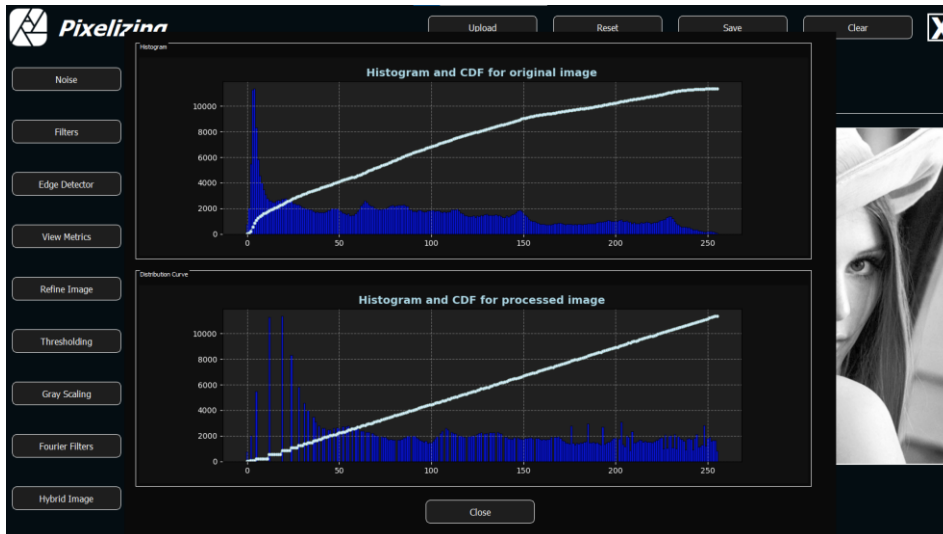 Pixelizing
Upload
Reset
Save
Clear
X
Noise
Filters
Edge Detector
View Metrics
Refine Image
Thresholding
Gray Scaling
Fourier Filters
Hybrid Image
Histogram
Histogram and CDF for original image
10000
8000
6000
4000
2000
0
0 50 100 150 200 250
Distribution Curve
Histogram and CDF for processed image
10000
8000
6000
4000
2000
0
0 50 100 150 200 250
Close